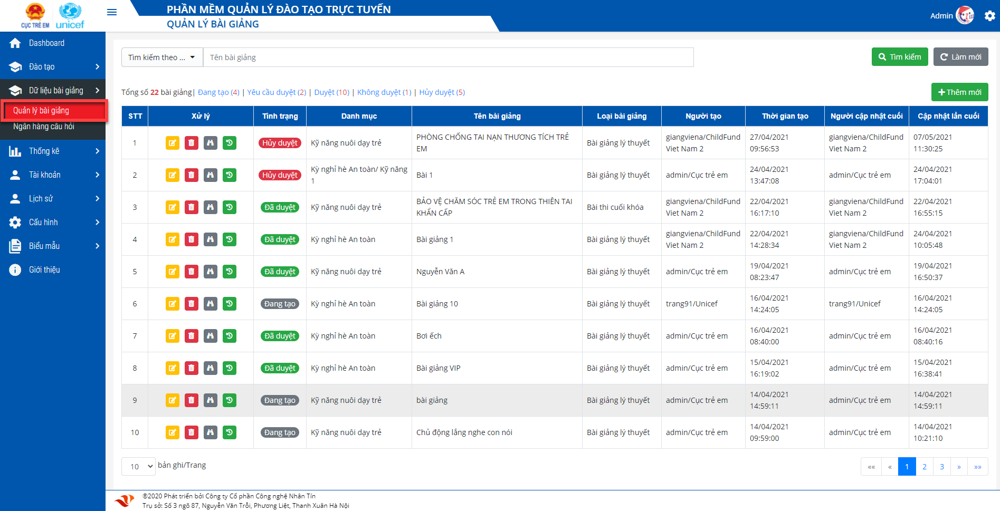 CỤC TRẺ EM
unicef
PHẦN MỀM QUẢN LÝ ĐÀO TẠO TRỰC TUYẾN
QUẢN LÝ BÀI GIẢNG
Admin
Dashboard
Đào tạo
Dữ liệu bài giảng
Quản lý bài giảng
Ngân hàng câu hỏi
Thống kê
Tài khoản
Lịch sử
Cấu hình
Biểu mẫu
Giới thiệu
Tìm kiếm theo ... Tên bài giảng Tìm kiếm Làm mới
Tổng số 22 bài giảng| Đang tạo (4) | Yêu cầu duyệt (2) | Duyệt (10) | Không duyệt (1) | Hủy duyệt (5) Thêm mới
STT Xử lý Tình trạng Danh mục Tên bài giảng Loại bài giảng Người tạo Thời gian tạo Người cập nhật cuối Cập nhật lần cuối
PHÒNG CHỐNG TAI NẠN THƯƠNG TÍCH TRẺ giangviena/ChildFund 27/04/2021 giangviena/ChildFund 07/05/2021
1 Hủy duyệt Kỹ năng nuôi dạy trẻ Bài giảng lý thuyết
EM Viet Nam 2 09:56:53 Viet Nam 2 11:30:25
Kỳ nghỉ hè An toàn/ Kỹ năng 24/04/2021 24/04/2021
2 Hủy duyệt Bài 1 Bài giảng lý thuyết admin/Cục trẻ em admin/Cục trẻ em
1 13:47:08 17:04:01
BẢO VỆ CHĂM SÓC TRẺ EM TRONG THIÊN TAI giangviena/ChildFund 22/04/2021 giangviena/ChildFund 22/04/2021
3 Đã duyệt Kỹ năng nuôi dạy trẻ Bài thi cuối khóa
KHẨN CẤP Viet Nam 2 16:17:10 Viet Nam 2 16:55:15
giangviena/ChildFund 22/04/2021 giangviena/ChildFund 24/04/2021
4 Đã duyệt Kỳ nghỉ hè An toàn Bài giảng 1 Bài giảng lý thuyết
Viet Nam 2 14:28:34 Viet Nam 2 10:05:48
19/04/2021 19/04/2021
5 Đã duyệt Kỹ năng nuôi dạy trẻ Nguyễn Văn A Bài giảng lý thuyết admin/Cục trẻ em admin/Cục trẻ em
08:23:47 16:50:37
16/04/2021 16/04/2021
6 Đang tạo Kỳ nghỉ hè An toàn Bài giảng 10 Bài giảng lý thuyết trang91/Unicef trang91/Unicef
14:24:05 14:24:05
16/04/2021 16/04/2021
7 Đã duyệt Kỳ nghỉ hè An toàn Bơi ếch Bài giảng lý thuyết admin/Cục trẻ em admin/Cục trẻ em
08:40:00 08:40:16
15/04/2021 15/04/2021
8 Đã duyệt Kỳ nghỉ hè An toàn Bài giảng VIP Bài giảng lý thuyết admin/Cục trẻ em admin/Cục trẻ em
16:19:02 16:38:41
14/04/2021 14/04/2021
9 Đang tạo Kỹ năng nuôi dạy trẻ bài giảng Bài giảng lý thuyết admin/Cục trẻ em admin/Cục trẻ em
14:59:11 14:59:11
14/04/2021 14/04/2021
10 Đang tạo Kỹ năng nuôi dạy trẻ Chủ động lắng nghe con nói Bài giảng lý thuyết admin/Cục trẻ em admin/Cục trẻ em
09:59:00 10:21:10
10 bản ghi/Trang «« « 1 2 3 » »»
©2020 Phát triển bởi Công ty Cổ phần Công nghệ Nhân Tín
Trụ sở: Số 3 ngõ 87, Nguyễn Văn Trỗi, Phương Liệt, Thanh Xuân Hà Nội